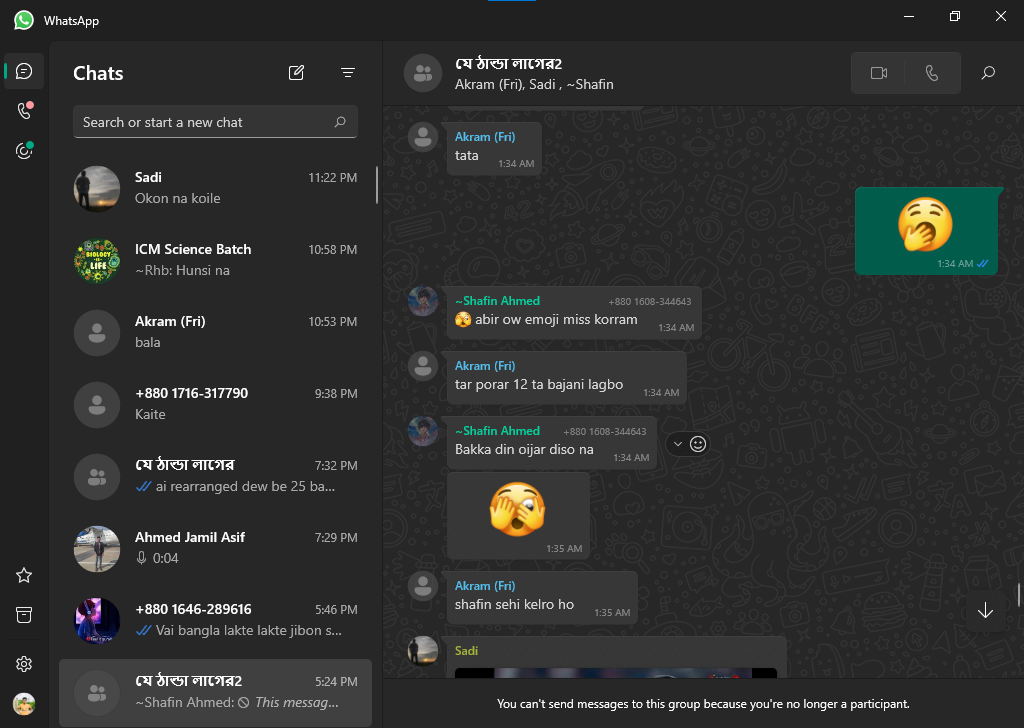 WhatsApp
Chats
Search or start a new chat
Sadi 11:22 PM
Okon na koile
BIOLOGY IS LIFE
ICM Science Batch 10:58 PM
~Rhb: Hunsi na
Akram (Fri) 10:53 PM
bala
+880 1716-317790 9:38 PM
Kaite
যে ঠান্ডা লাগের 7:32 PM
ai rearranged dew be 25 ba...
Ahmed Jamil Asif 7:29 PM
0:04
+880 1646-289616 5:46 PM
Vai bangla lakte lakte jibon s...
যে ঠান্ডা লাগের2 5:24 PM
~Shafin Ahmed: This messag...
যে ঠান্ডা লাগের2
Akram (Fri), Sadi , ~Shafin
Akram (Fri)
tata 1:34 AM
🥱
1:34 AM
~Shafin Ahmed +880 1608-344643
🫣 abir ow emoji miss korram 1:34 AM
Akram (Fri)
tar porar 12 ta bajani lagbo 1:34 AM
~Shafin Ahmed +880 1608-344643
Bakka din oijar diso na 1:34 AM
🫣
1:35 AM
Akram (Fri)
shafin sehi kelro ho 1:35 AM
Sadi
You can't send messages to this group because you're no longer a participant.